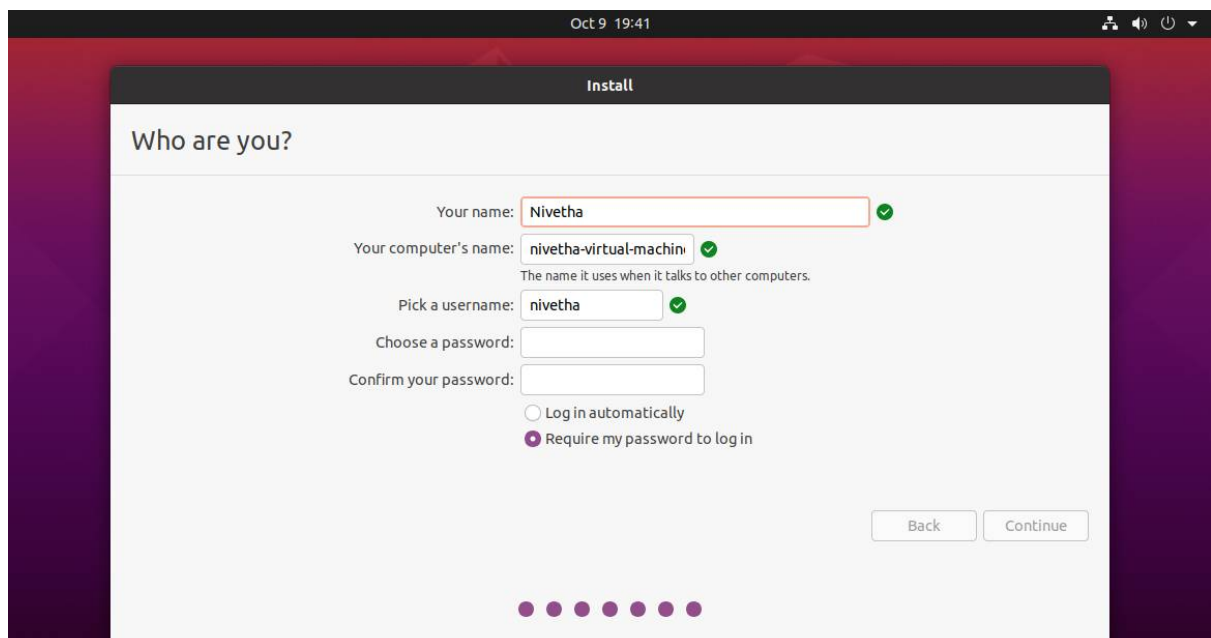 Oct 9 19:41
Install
Who are you?
Your name: Nivetha
Your computer's name: nivetha-virtual-machin
The name it uses when it talks to other computers.
Pick a username: nivetha
Choose a password:
Confirm your password:
Log in automatically
Require my password to log in
Back Continue